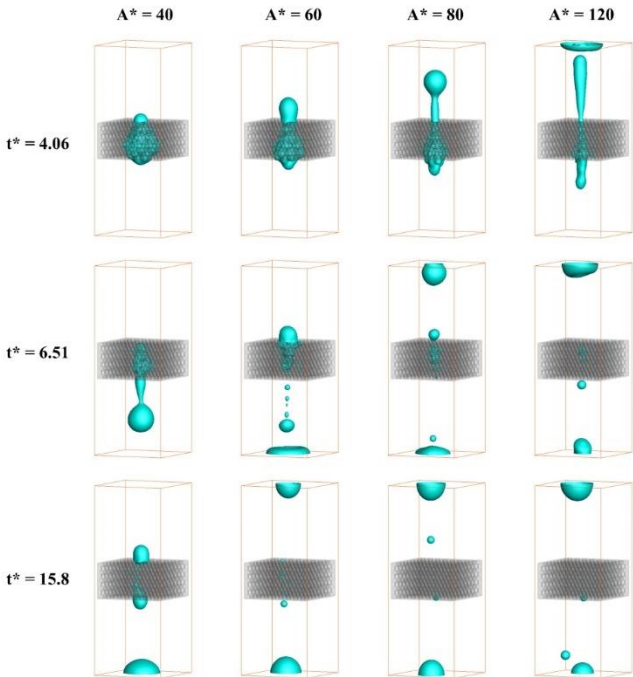 A* = 40 A* = 60 A* = 80 A* = 120
t* = 4.06
t* = 6.51
t* = 15.8